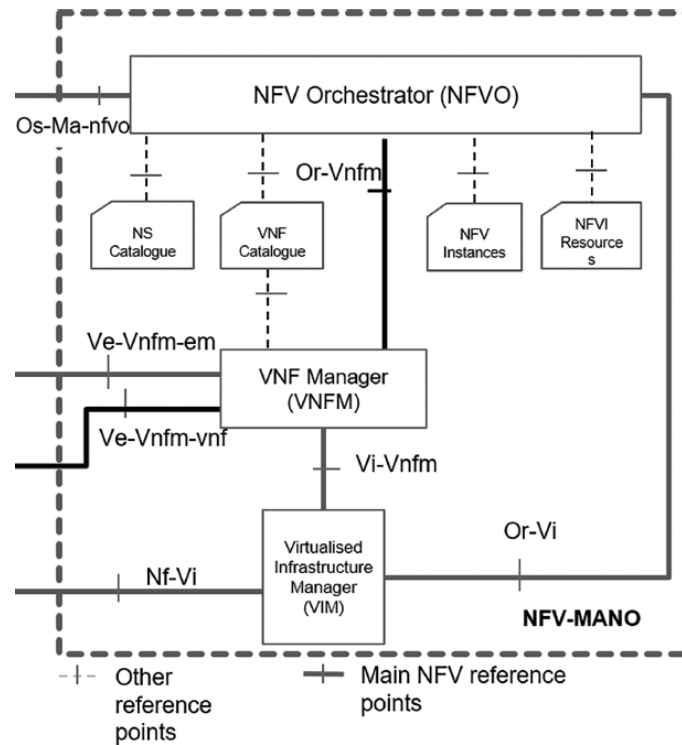 NFV Orchestrator (NFVO)
Os-Ma-nfvo
Or-Vnfm
NS
Catalogue
VNF
Catalogue
NFV
Instances
NFVI
Resource
s
Ve-Vnfm-em
VNF Manager
(VNFM)
Ve-Vnfm-vnf
Vi-Vnfm
Virtualised
Infrastructure
Manager
(VIM)
Or-Vi
Nf-Vi
NFV-MANO
Other
reference
points
Main NFV reference
points